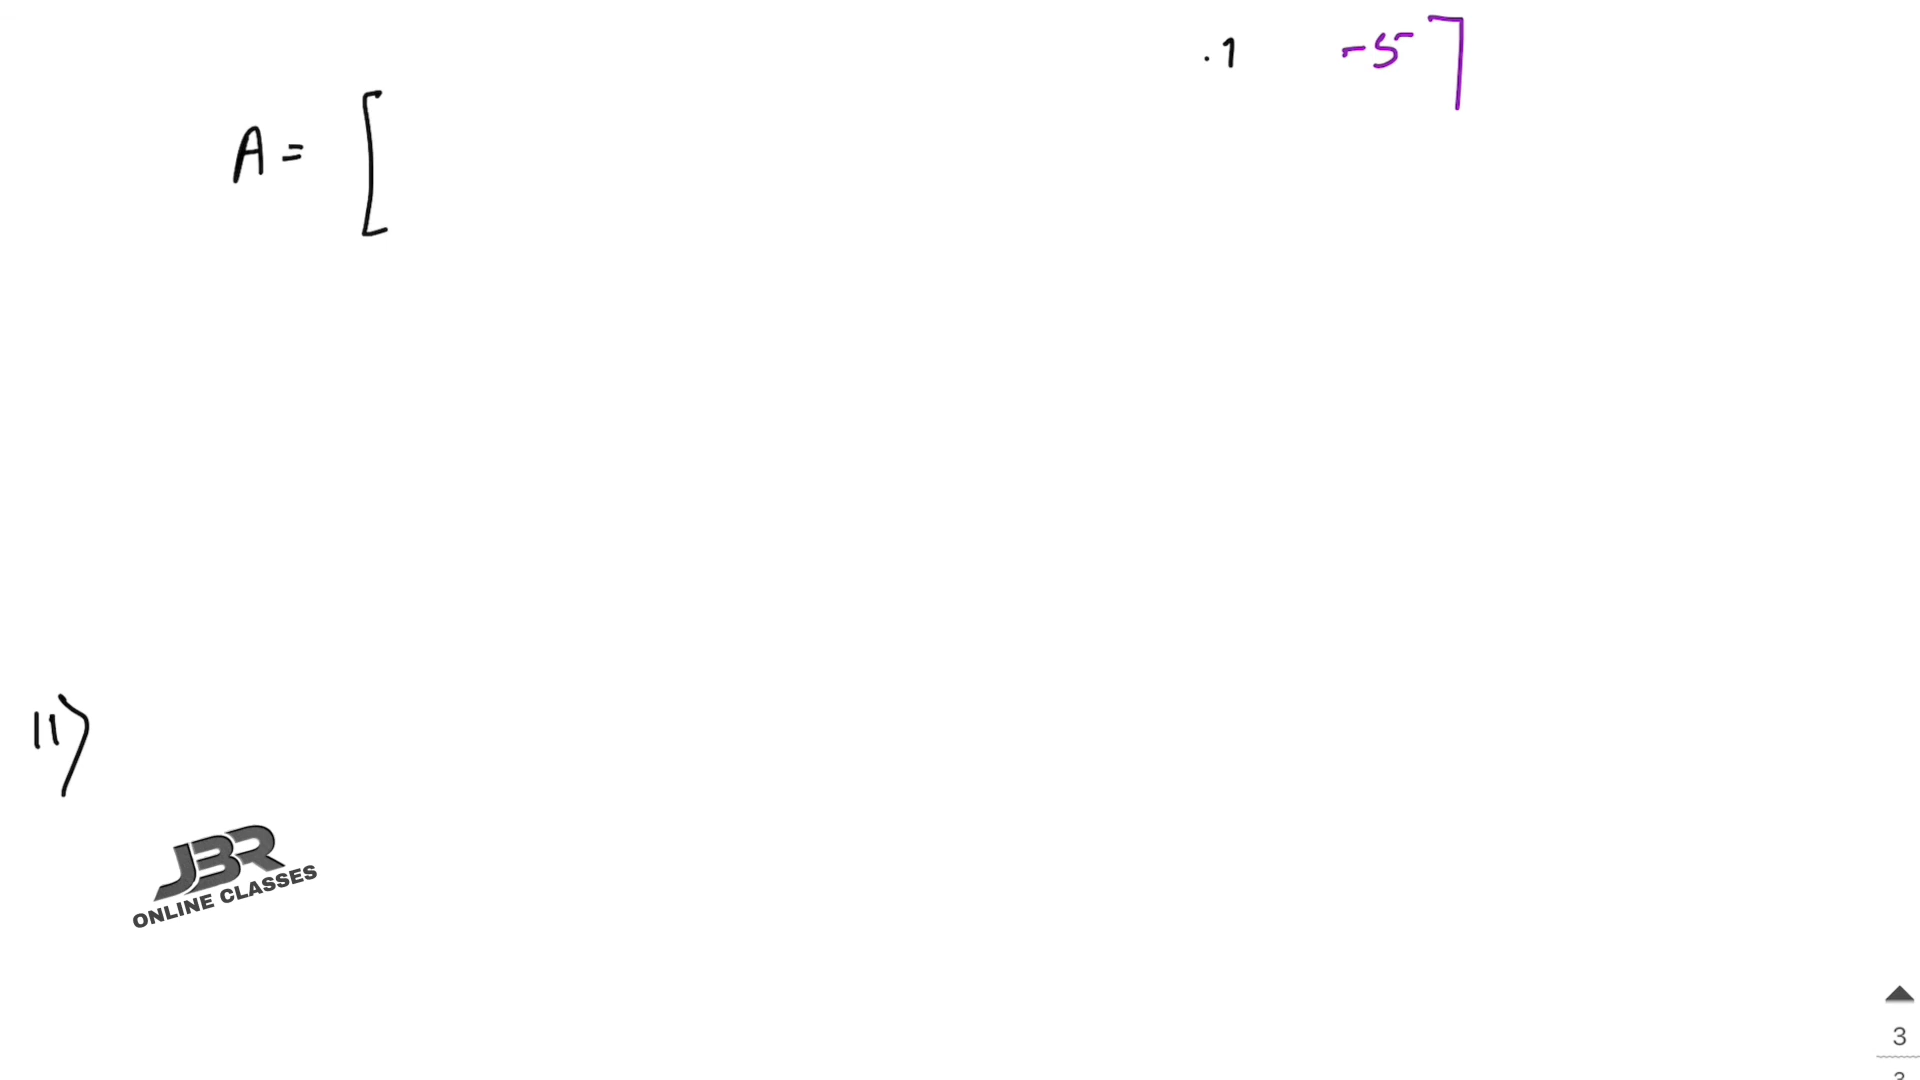 .1 -5]
A = [
11)
JBR
ONLINE CLASSES
3